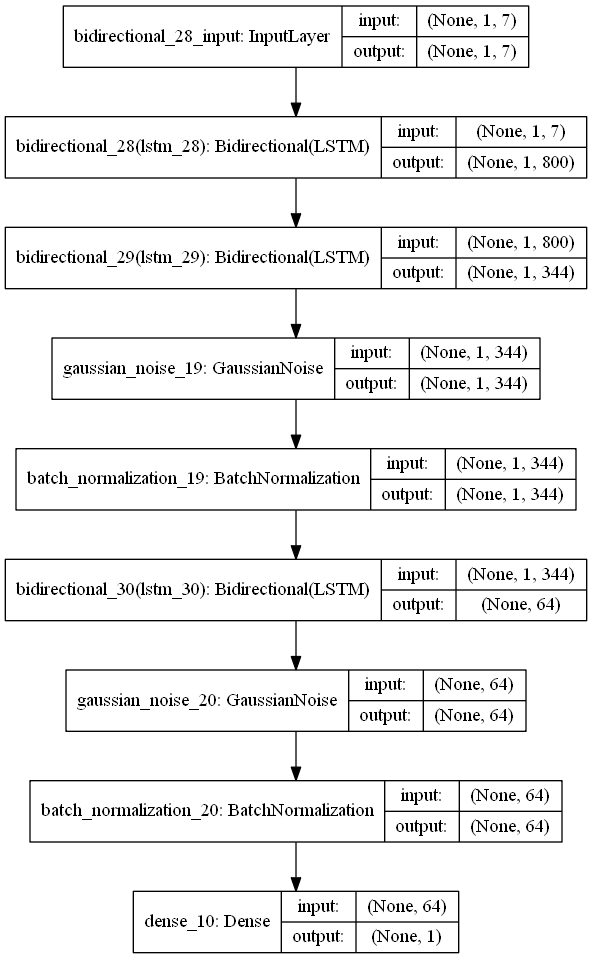 bidirectional_28_input: InputLayer
input: (None, 1, 7)
output: (None, 1, 7)
bidirectional_28(lstm_28): Bidirectional(LSTM)
input: (None, 1, 7)
output: (None, 1, 800)
bidirectional_29(lstm_29): Bidirectional(LSTM)
input: (None, 1, 800)
output: (None, 1, 344)
gaussian_noise_19: GaussianNoise
input: (None, 1, 344)
output: (None, 1, 344)
batch_normalization_19: BatchNormalization
input: (None, 1, 344)
output: (None, 1, 344)
bidirectional_30(lstm_30): Bidirectional(LSTM)
input: (None, 1, 344)
output: (None, 64)
gaussian_noise_20: GaussianNoise
input: (None, 64)
output: (None, 64)
batch_normalization_20: BatchNormalization
input: (None, 64)
output: (None, 64)
dense_10: Dense
input: (None, 64)
output: (None, 1)